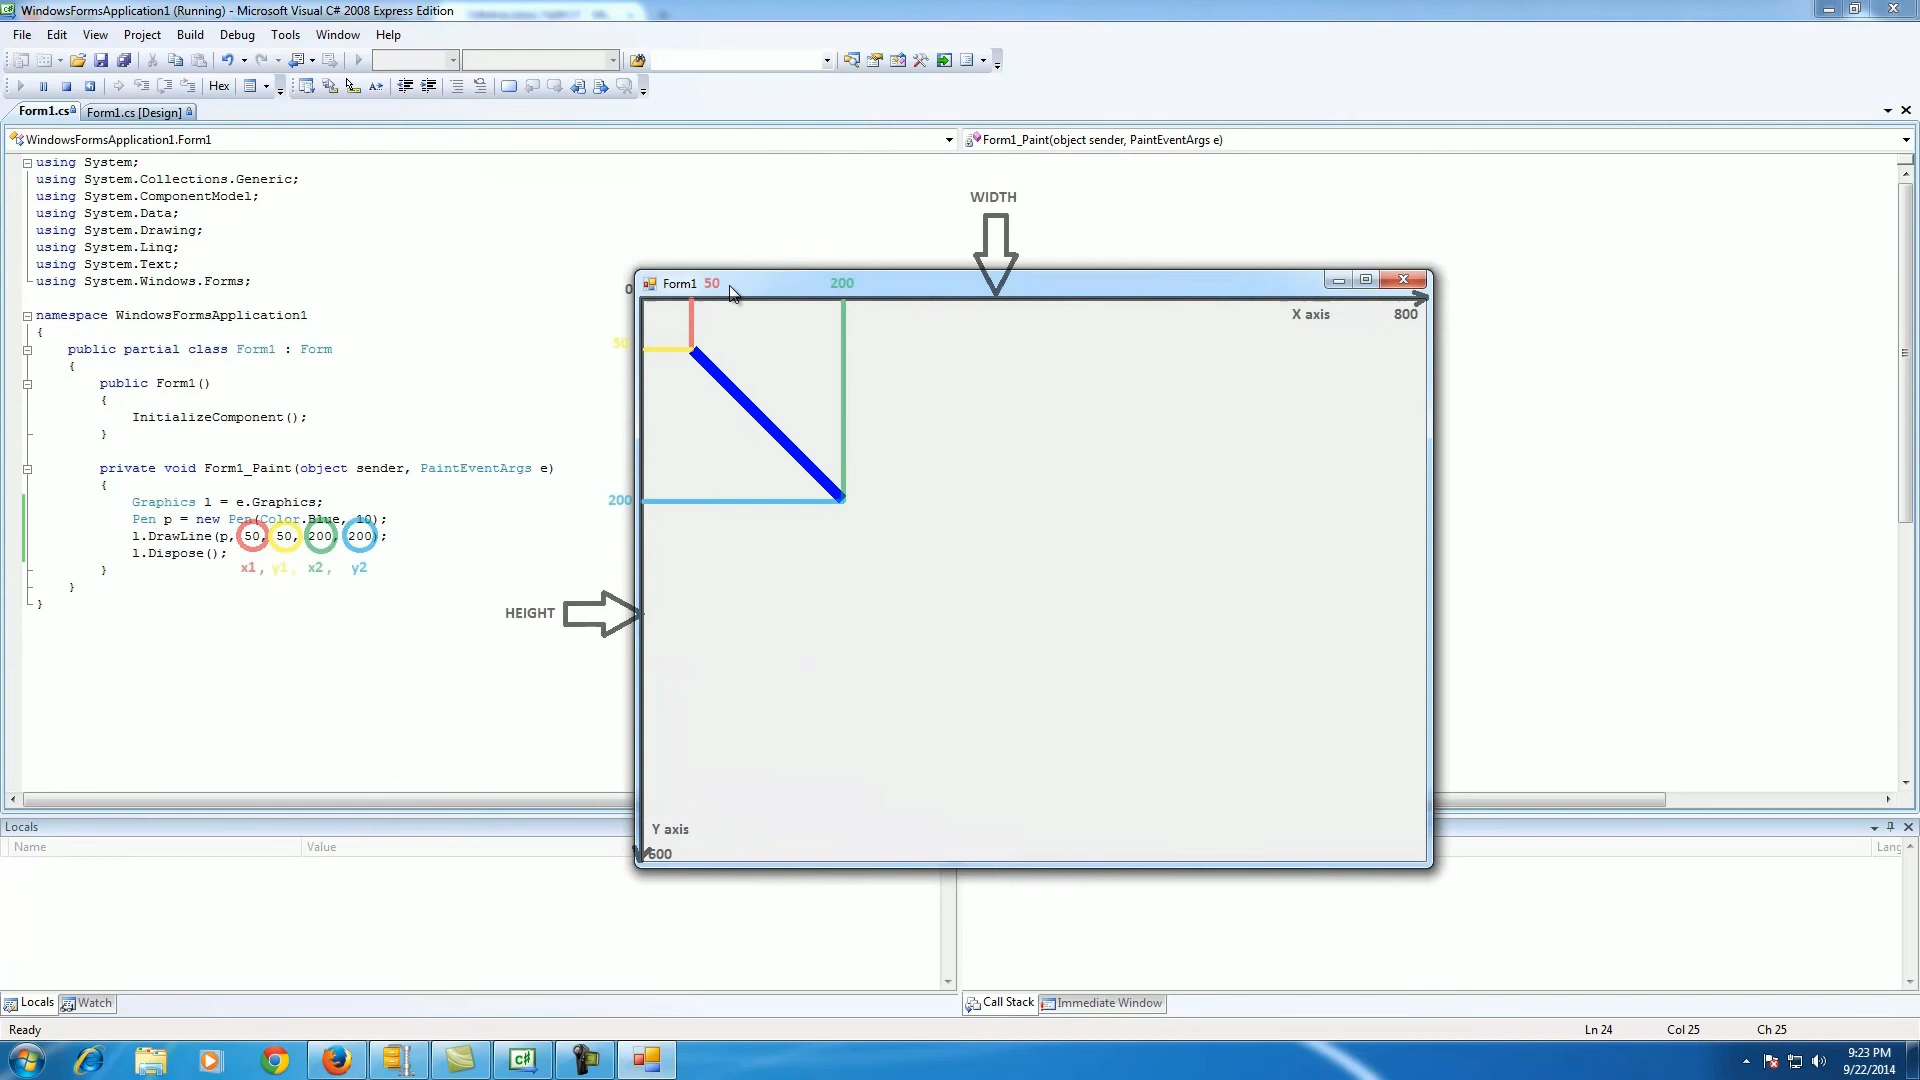 WindowsFormsApplication1 (Running) - Microsoft Visual C# 2008 Express Edition
File Edit View Project Build Debug Tools Window Help
Hex
Form1.cs Form1.cs [Design]
WindowsFormsApplication1.Form1
Form1_Paint(object sender, PaintEventArgs e)
using System;
using System.Collections.Generic;
using System.ComponentModel;
using System.Data;
using System.Drawing;
using System.Linq;
using System.Text;
using System.Windows.Forms;
namespace WindowsFormsApplication1
{
public partial class Form1 : Form
{
public Form1()
{
InitializeComponent();
}
private void Form1_Paint(object sender, PaintEventArgs e)
{
Graphics l = e.Graphics;
Pen p = new Pen(Color.Blue, 10);
l.DrawLine(p, 50, 50, 200, 200);
l.Dispose();
x1 , y1 , x2 , y2
}
}
}
WIDTH
0
Form1 50 200
X axis 800
50
200
HEIGHT
Y axis
600
Locals
Name Value
Lang
Locals Watch
Call Stack Immediate Window
Ready
Ln 24 Col 25 Ch 25
9:23 PM
9/22/2014